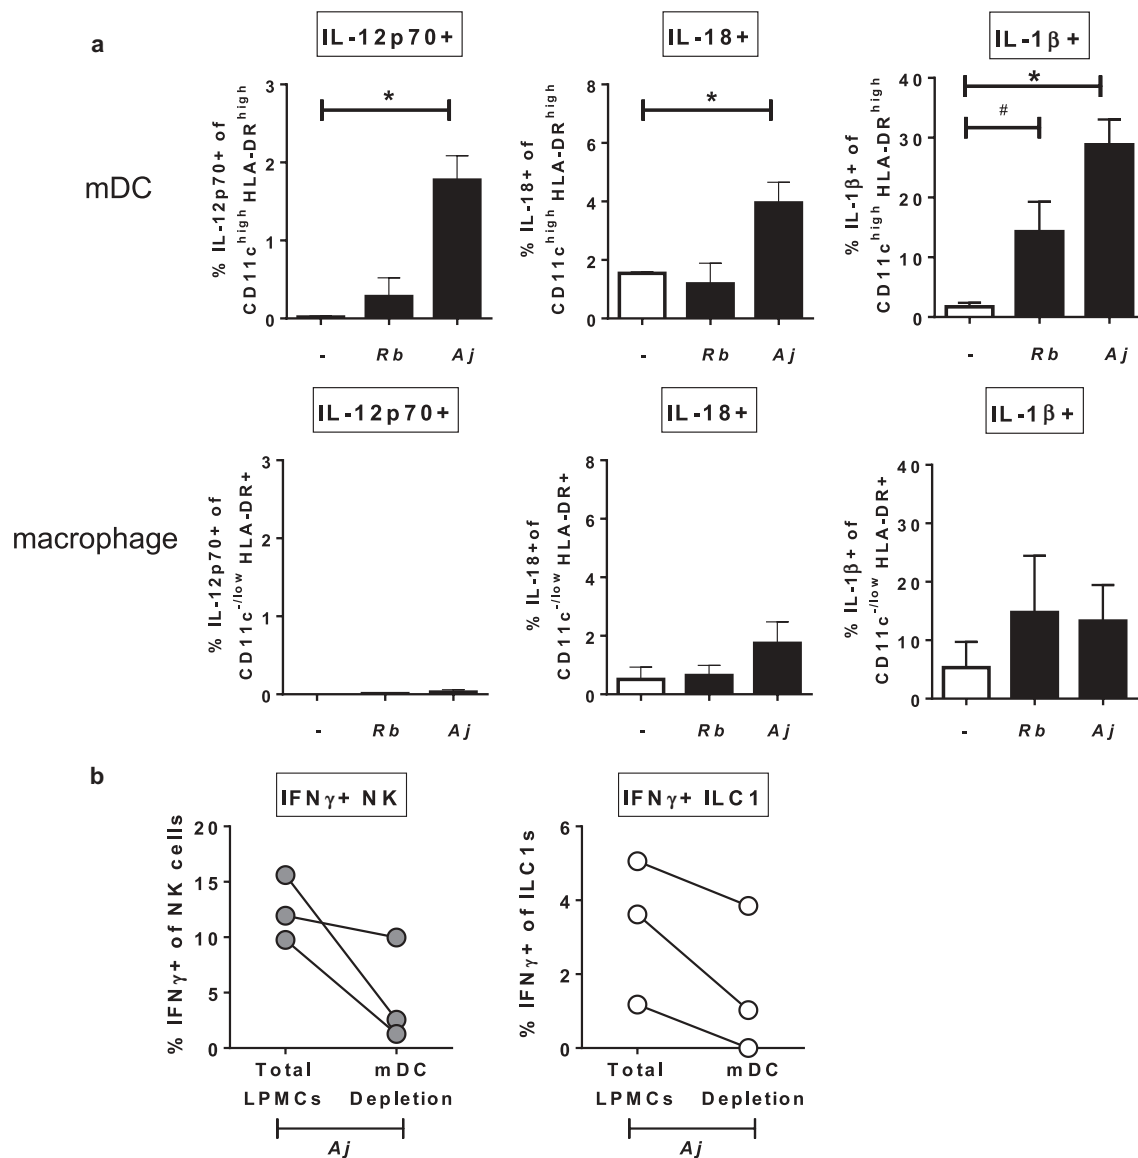 a
IL-12p70+
IL-18+
IL-1β+
mDC
% IL-12p70+ of
CD11c^high HLA-DR^high
3
2
1
0
*
- Rb Aj
% IL-18+ of
CD11c^high HLA-DR^high
8
6
4
2
0
*
- Rb Aj
% IL-1β+ of
CD11c^high HLA-DR^high
40
30
20
10
0
*
#
- Rb Aj
IL-12p70+
IL-18+
IL-1β+
macrophage
% IL-12p70+ of
CD11c^-/low HLA-DR+
3
2
1
0
- Rb Aj
% IL-18+of
CD11c^-/low HLA-DR+
8
6
4
2
0
- Rb Aj
% IL-1β+ of
CD11c^-/low HLA-DR+
40
30
20
10
0
- Rb Aj
b
IFNγ+ NK
% IFNγ+ of NK cells
20
15
10
5
0
Total mDC
LPMCs Depletion
Aj
IFNγ+ ILC1
% IFNγ+ of ILC1s
6
4
2
0
Total mDC
LPMCs Depletion
Aj